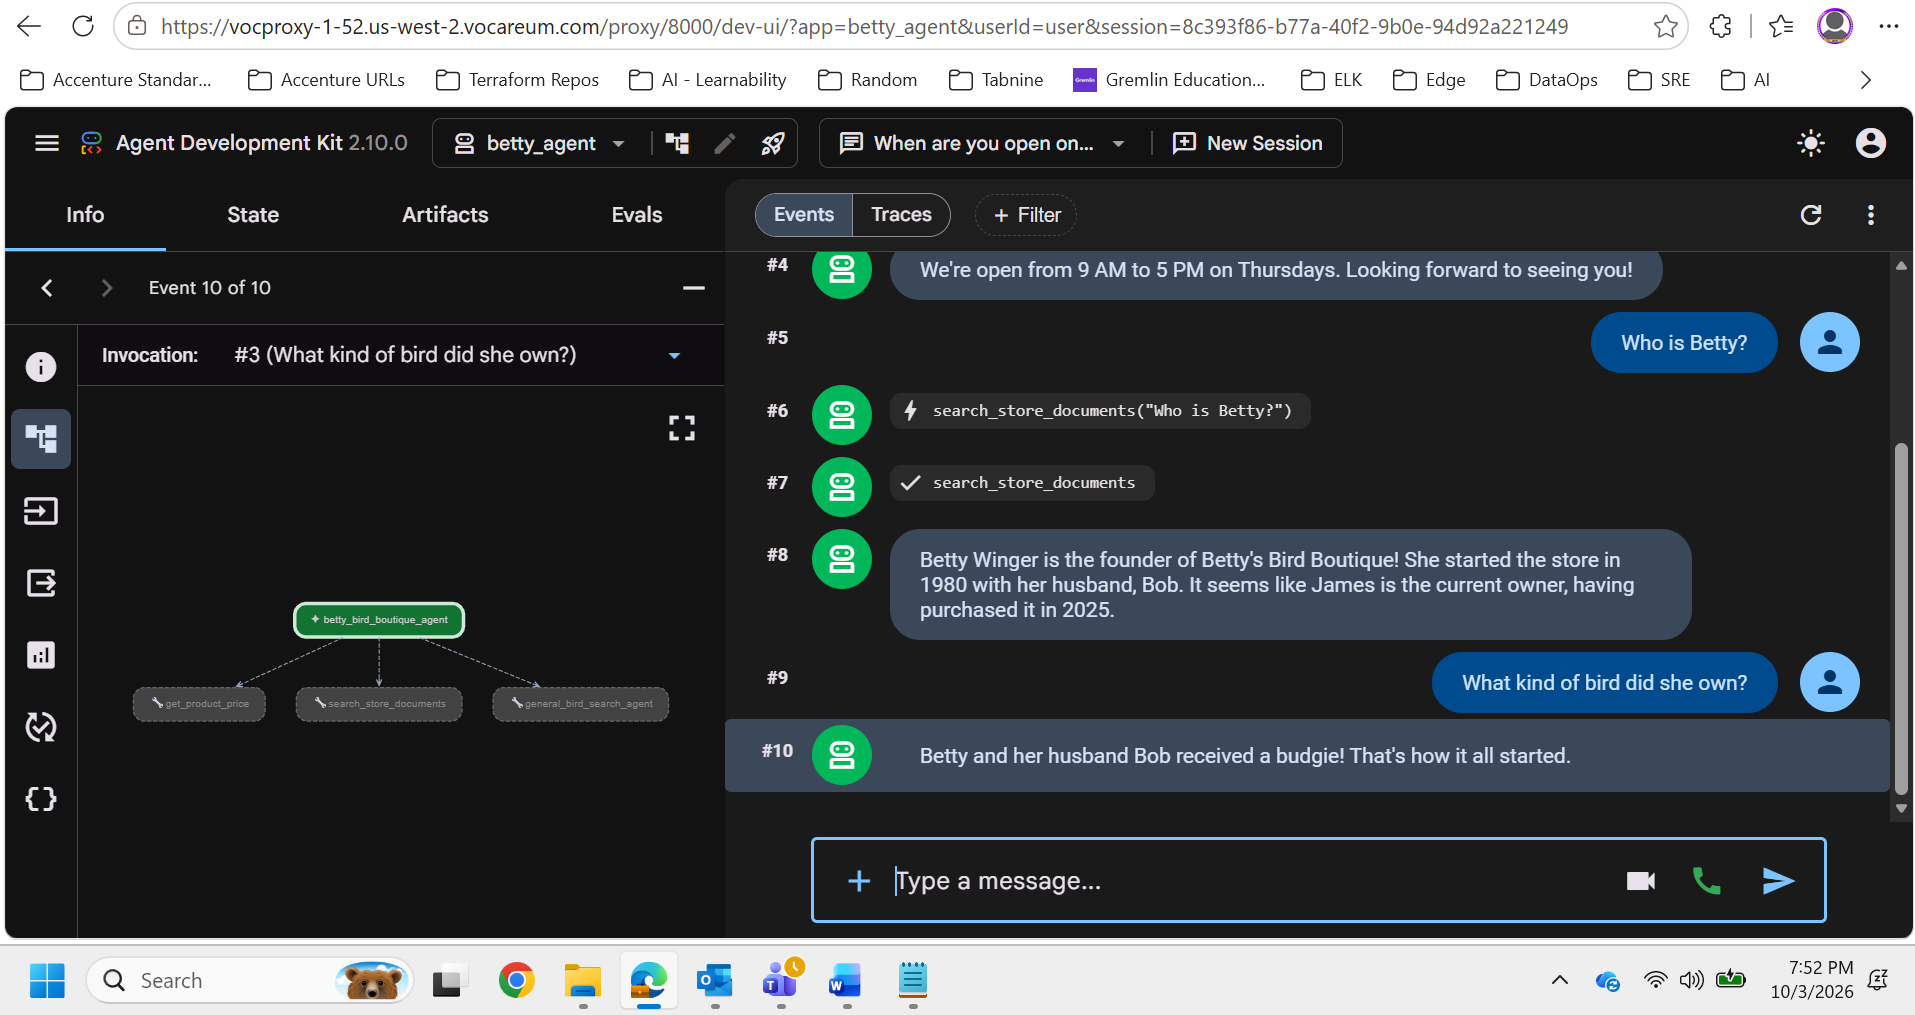 https://vocproxy-1-52.us-west-2.vocareum.com/proxy/8000/dev-ui/?app=betty_agent&userId=user&session=8c393f86-b77a-40f2-9b0e-94d92a221249
Accenture Standar... Accenture URLs Terraform Repos AI - Learnability Random Tabnine Gremlin Gremlin Education... ELK Edge DataOps SRE AI
Agent Development Kit 2.10.0 betty_agent When are you open on... New Session
Info State Artifacts Evals
Events Traces + Filter
Event 10 of 10
Invocation: #3 (What kind of bird did she own?)
betty_bird_boutique_agent
get_product_price search_store_documents general_bird_search_agent
#4 We're open from 9 AM to 5 PM on Thursdays. Looking forward to seeing you!
#5 Who is Betty?
#6 search_store_documents("Who is Betty?")
#7 search_store_documents
#8 Betty Winger is the founder of Betty's Bird Boutique! She started the store in
1980 with her husband, Bob. It seems like James is the current owner, having
purchased it in 2025.
#9 What kind of bird did she own?
#10 Betty and her husband Bob received a budgie! That's how it all started.
Type a message...
Search
7:52 PM
10/3/2026